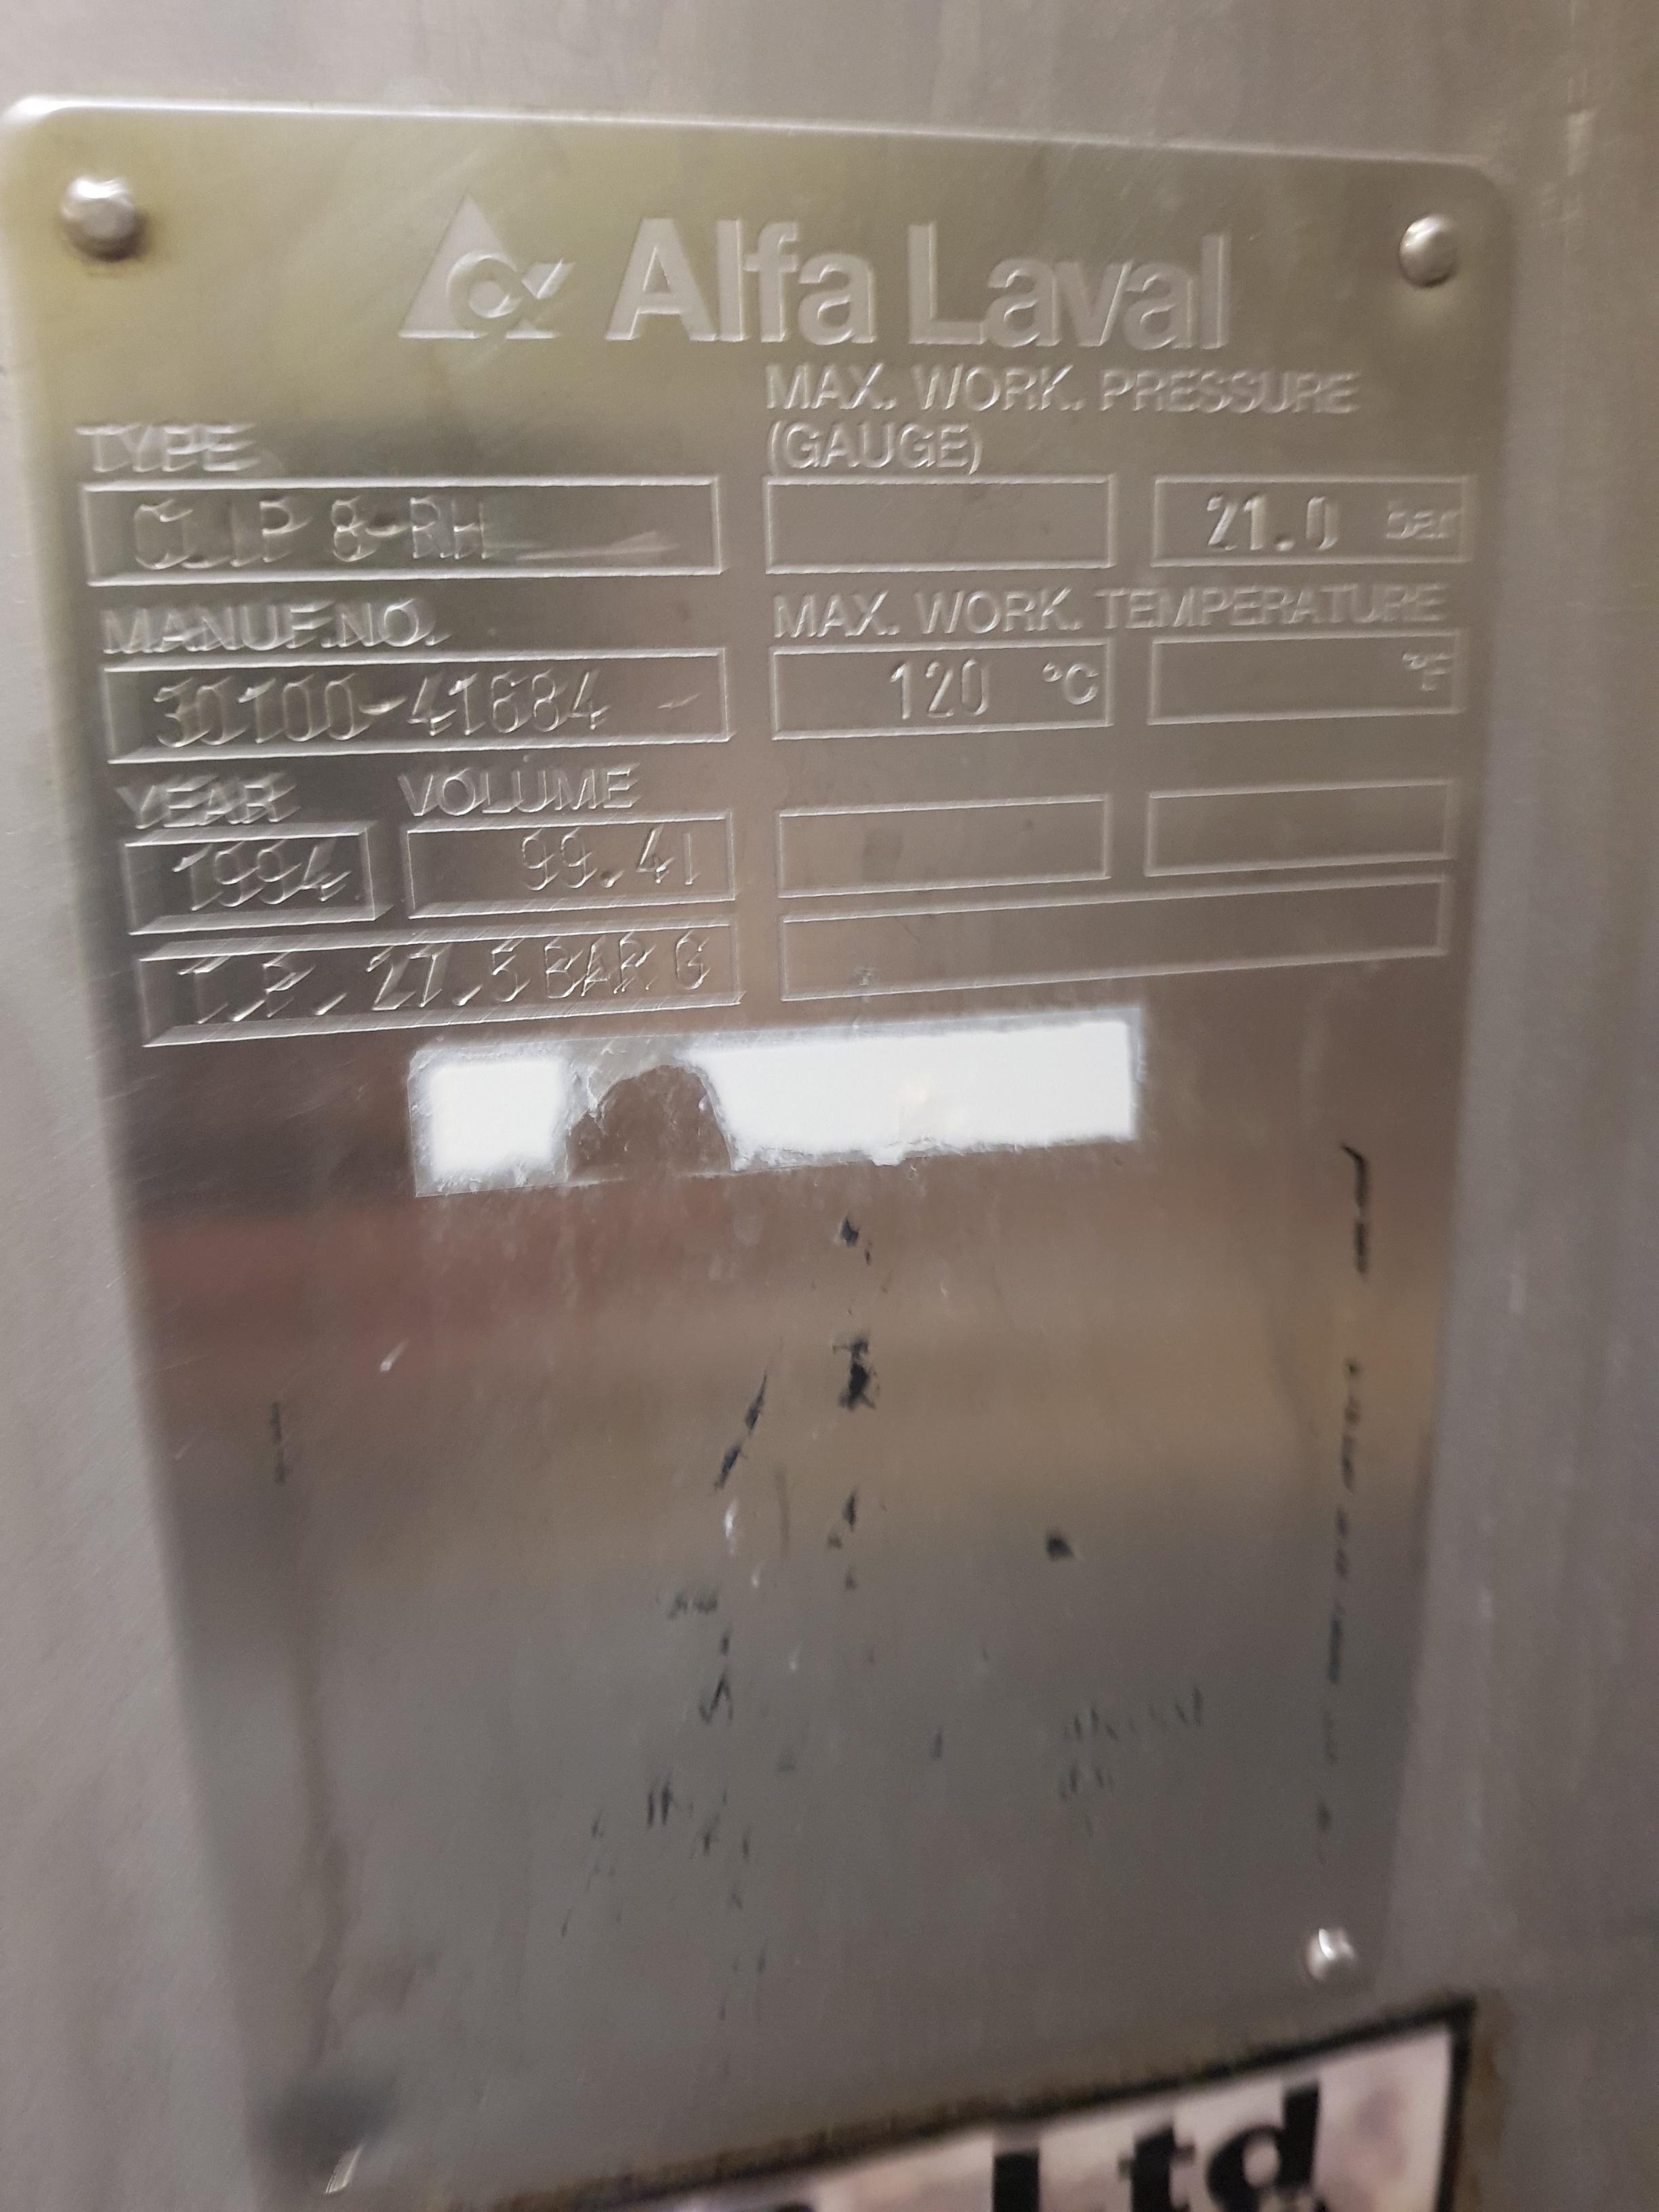 Alfa Laval
MAX. WORK. PRESSURE
TYPE (GAUGE)
CLIP 8-RH 21.0 bar
MANUF.NO. MAX. WORK. TEMPERATURE
30100-41684 120 °C °F
YEAR VOLUME
1994 99.4l
T.P. 27.5 BAR G
Ltd